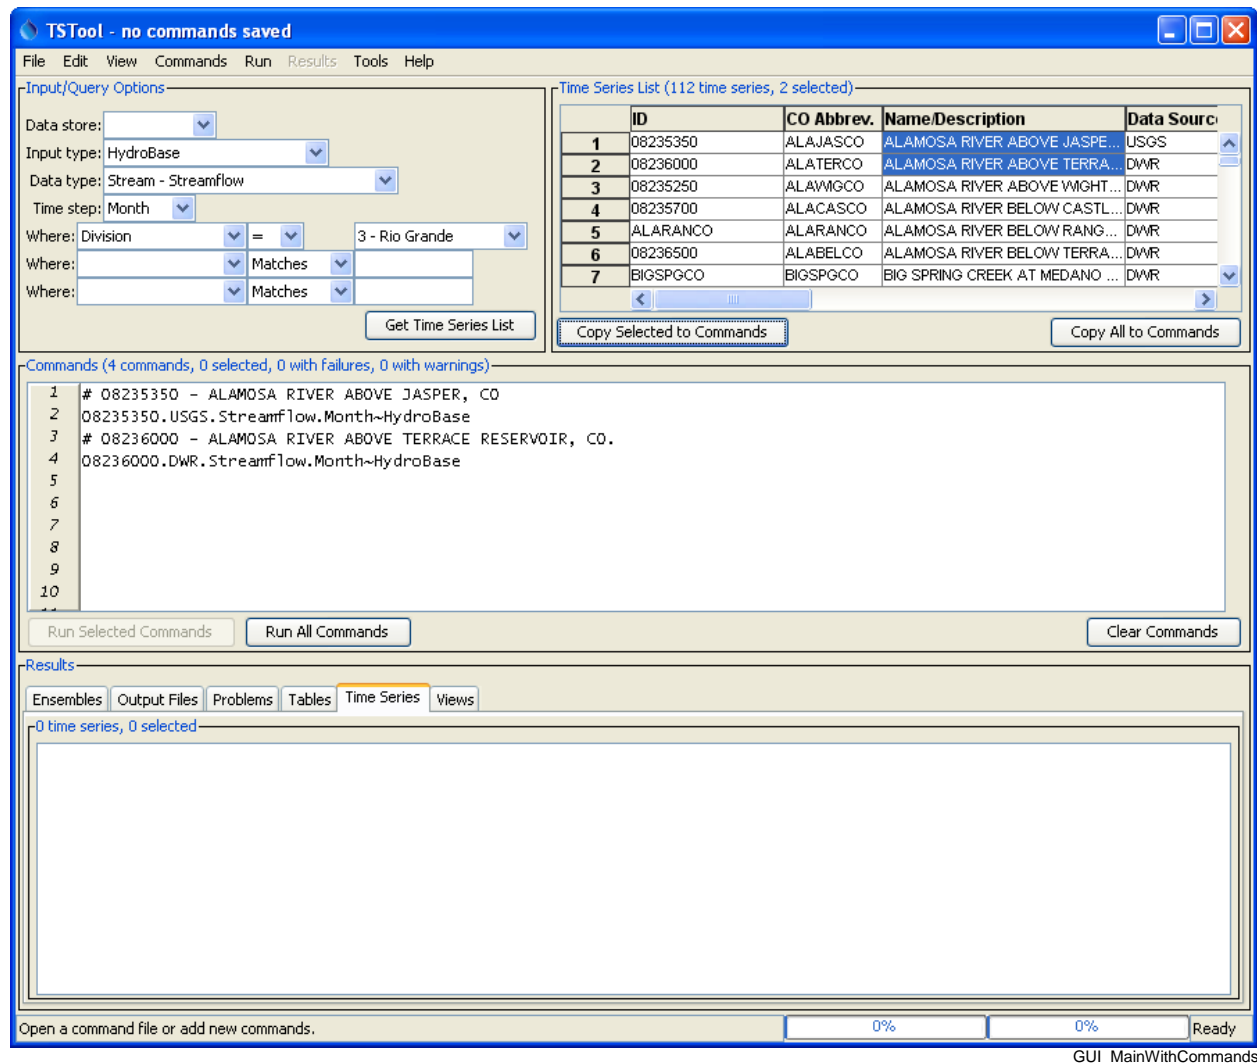 TSTool - no commands saved
File Edit View Commands Run Results Tools Help
Input/Query Options
Data store:
Input type: HydroBase
Data type: Stream - Streamflow
Time step: Month
Where: Division = 3 - Rio Grande
Where: Matches
Where: Matches
Get Time Series List
Time Series List (112 time series, 2 selected)
ID CO Abbrev. Name/Description Data Sourc
1 08235350 ALAJASCO ALAMOSA RIVER ABOVE JASPE... USGS
2 08236000 ALATERCO ALAMOSA RIVER ABOVE TERRA... DWR
3 08235250 ALAWIGCO ALAMOSA RIVER ABOVE WIGHT... DWR
4 08235700 ALACASCO ALAMOSA RIVER BELOW CASTL... DWR
5 ALARANCO ALARANCO ALAMOSA RIVER BELOW RANG... DWR
6 08236500 ALABELCO ALAMOSA RIVER BELOW TERRA... DWR
7 BIGSPGCO BIGSPGCO BIG SPRING CREEK AT MEDANO ... DWR
Copy Selected to Commands Copy All to Commands
Commands (4 commands, 0 selected, 0 with failures, 0 with warnings)
1 # 08235350 - ALAMOSA RIVER ABOVE JASPER, CO
2 08235350.USGS.Streamflow.Month~HydroBase
3 # 08236000 - ALAMOSA RIVER ABOVE TERRACE RESERVOIR, CO.
4 08236000.DWR.Streamflow.Month~HydroBase
5
6
7
8
9
10
Run Selected Commands Run All Commands Clear Commands
Results
Ensembles Output Files Problems Tables Time Series Views
0 time series, 0 selected
Open a command file or add new commands. 0% 0% Ready
GUI_MainWithCommands